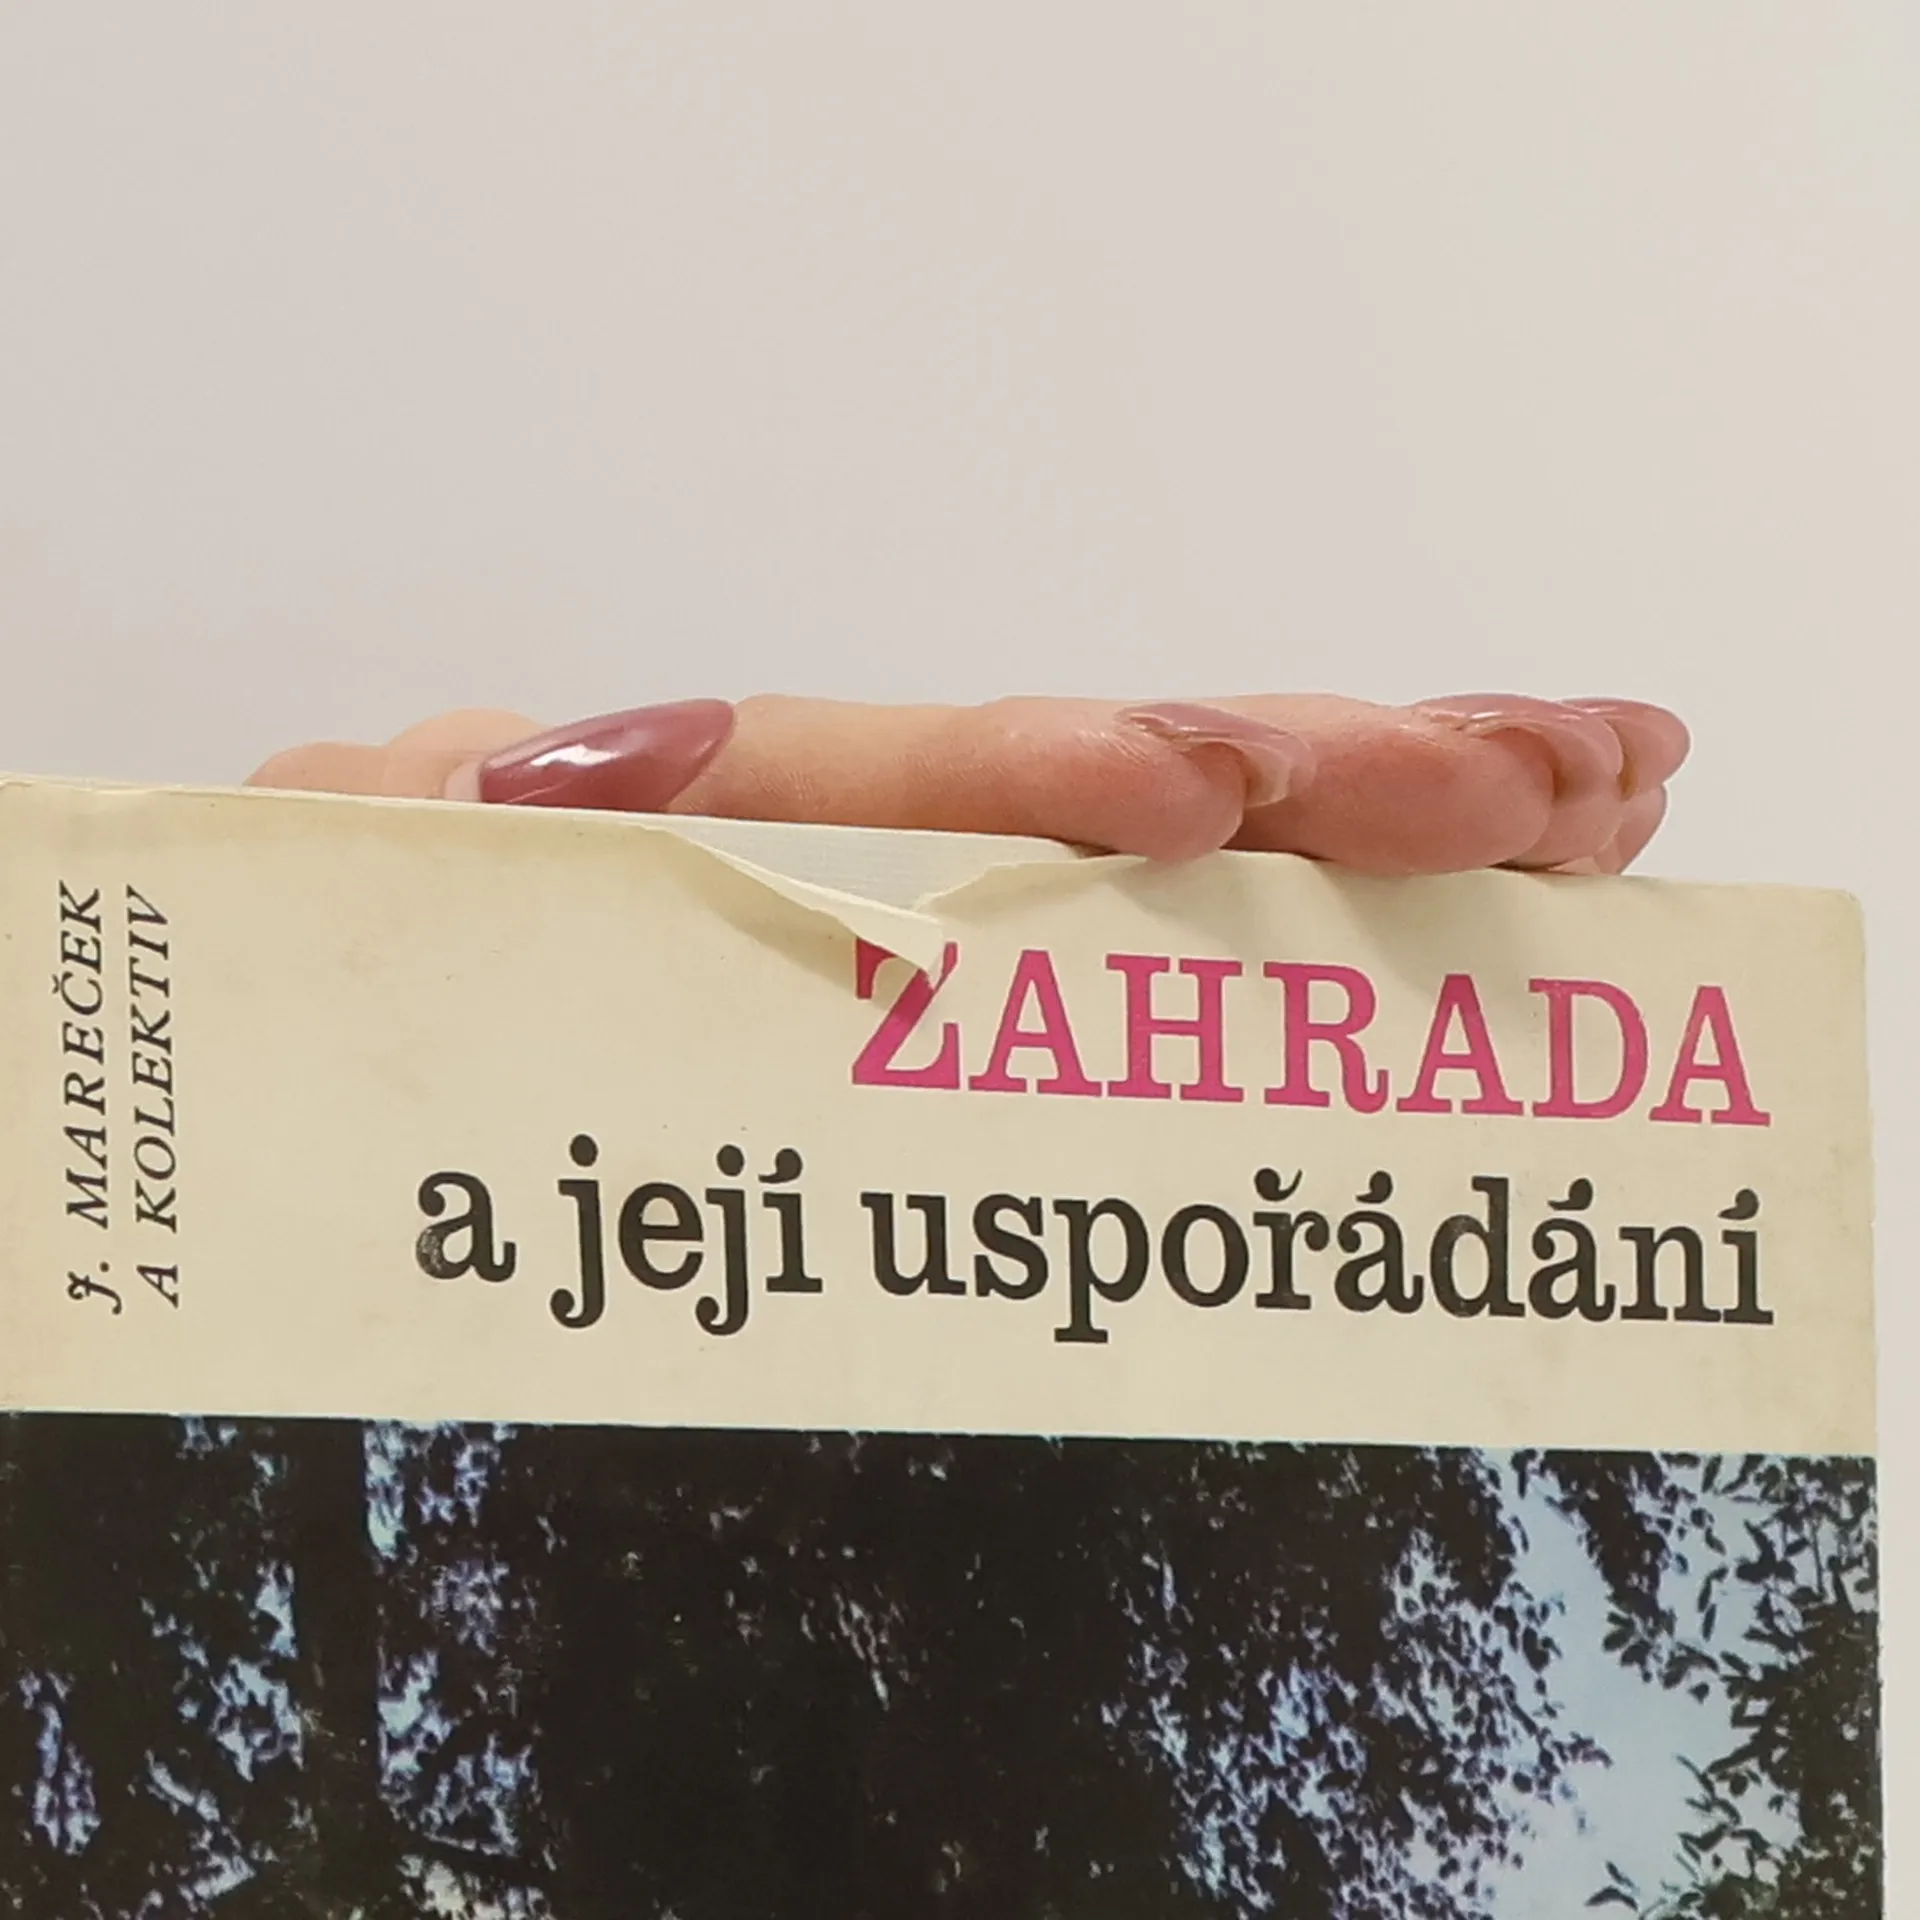 J. MAREČEK
A KOLEKTIV
ZAHRADA
a její uspořádání